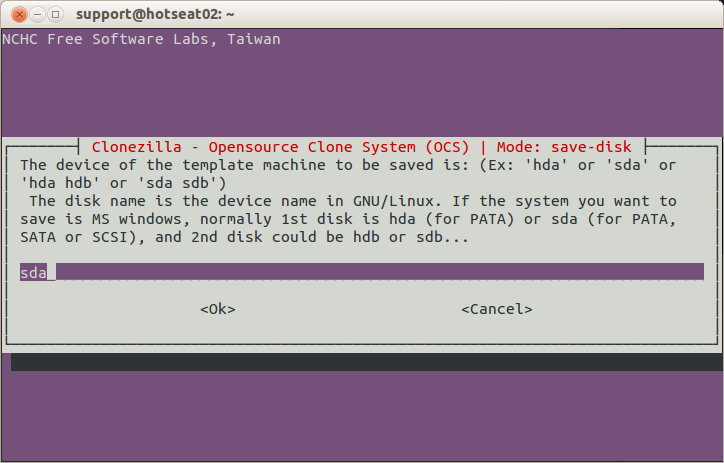 support@hotseat02: ~
NCHC Free Software Labs, Taiwan
Clonezilla - Opensource Clone System (OCS) | Mode: save-disk
The device of the template machine to be saved is: (Ex: 'hda' or 'sda' or
'hda hdb' or 'sda sdb')
The disk name is the device name in GNU/Linux. If the system you want to
save is MS windows, normally 1st disk is hda (for PATA) or sda (for PATA,
SATA or SCSI), and 2nd disk could be hdb or sdb...
sda
<Ok> <Cancel>